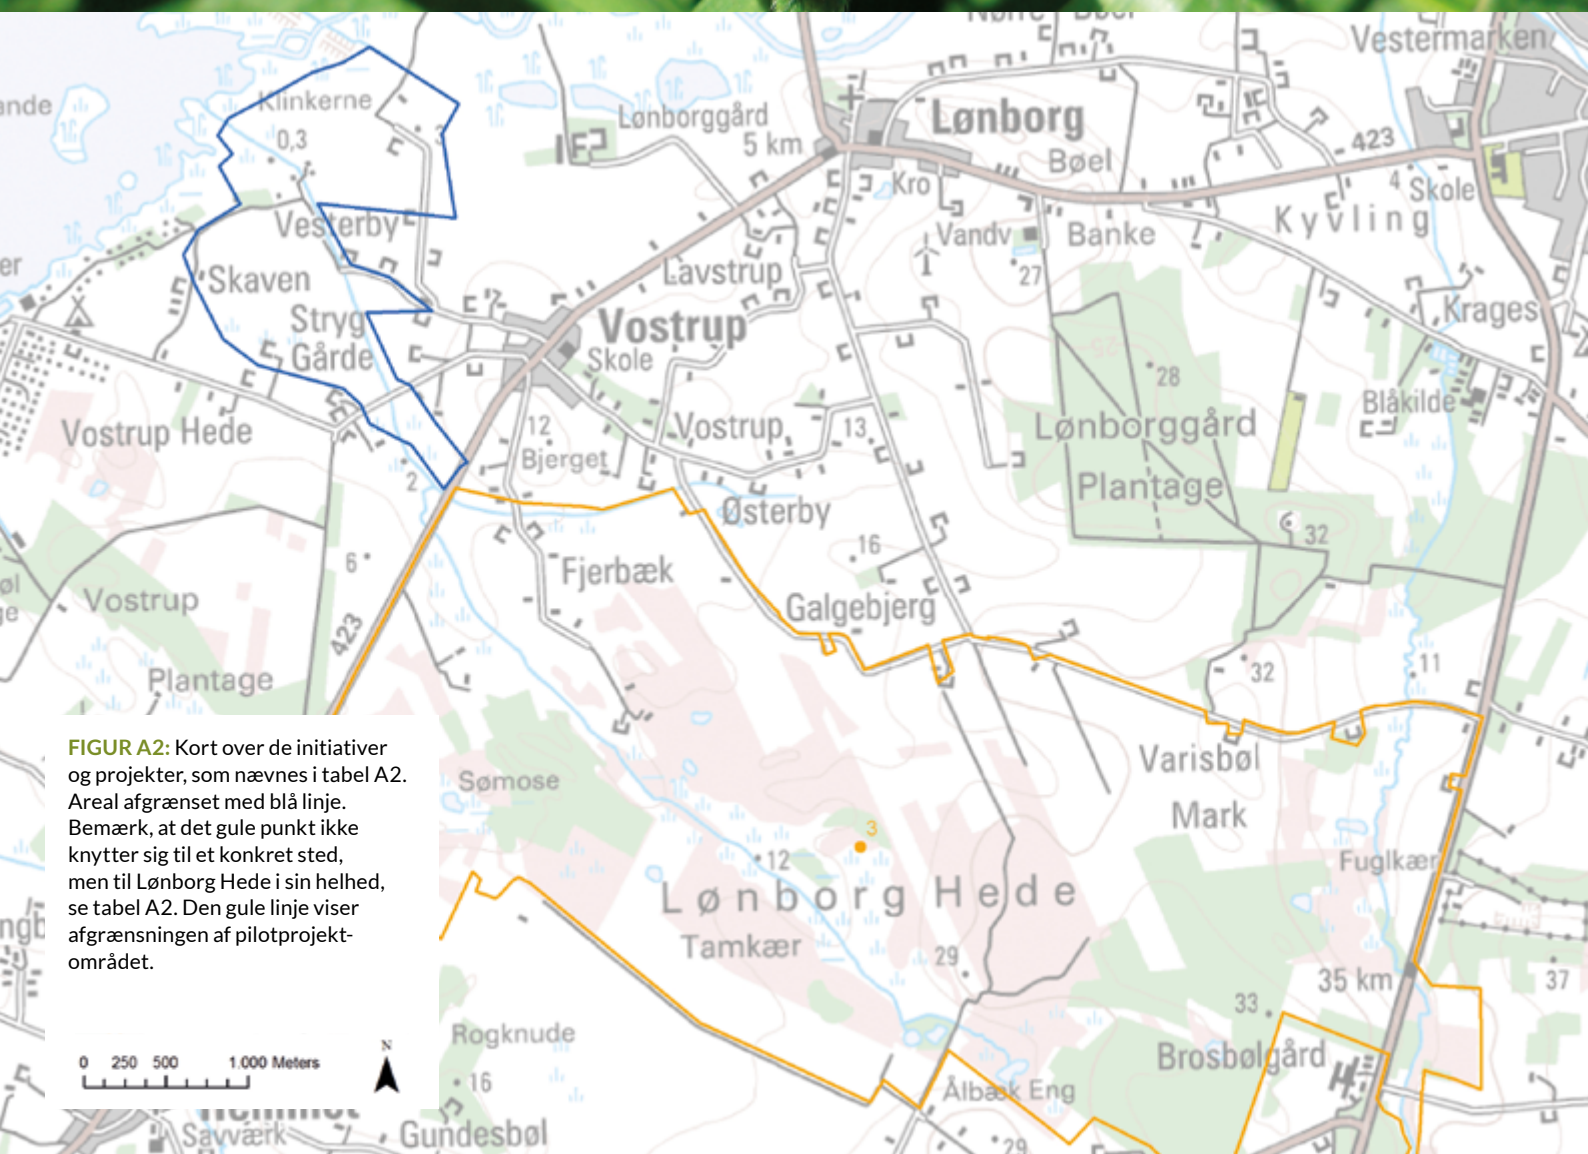 Vestermarken
ande
Klinkerne
Lønborggård
Lønborg
0,3
3
5 km
423
Bøel
Kro
4
Skole
Vesterby
Kyvling
Vandv
Banke
er
Skaven
Lavstrup
27
Stryg
Gårde
Vostrup
Krages
Skole
28
Blåkilde
Vostrup Hede
12
Vostrup
13
Lønborggård
Bjerget
2
Plantage
Østerby
32
6
16
Fjerbæk
øl
ge
Vostrup
Galgebjerg
423
11
32
Plantage
Varisbøl
Mark
FIGUR A2: Kort over de initiativer
og projekter, som nævnes i tabel A2.
Areal afgrænset med blå linje.
Bemærk, at det gule punkt ikke
knytter sig til et konkret sted,
men til Lønborg Hede i sin helhed,
se tabel A2. Den gule linje viser
afgrænsningen af pilotprojekt-
området.
Sømose
3
12
Fuglkær
Lønborg Hede
Tamkær
29
35 km
37
33
Rogknude
Brosbølgård
0 250 500 1.000 Meters
N
16
Ålbæk Eng
Savværk
Gundesbøl
29